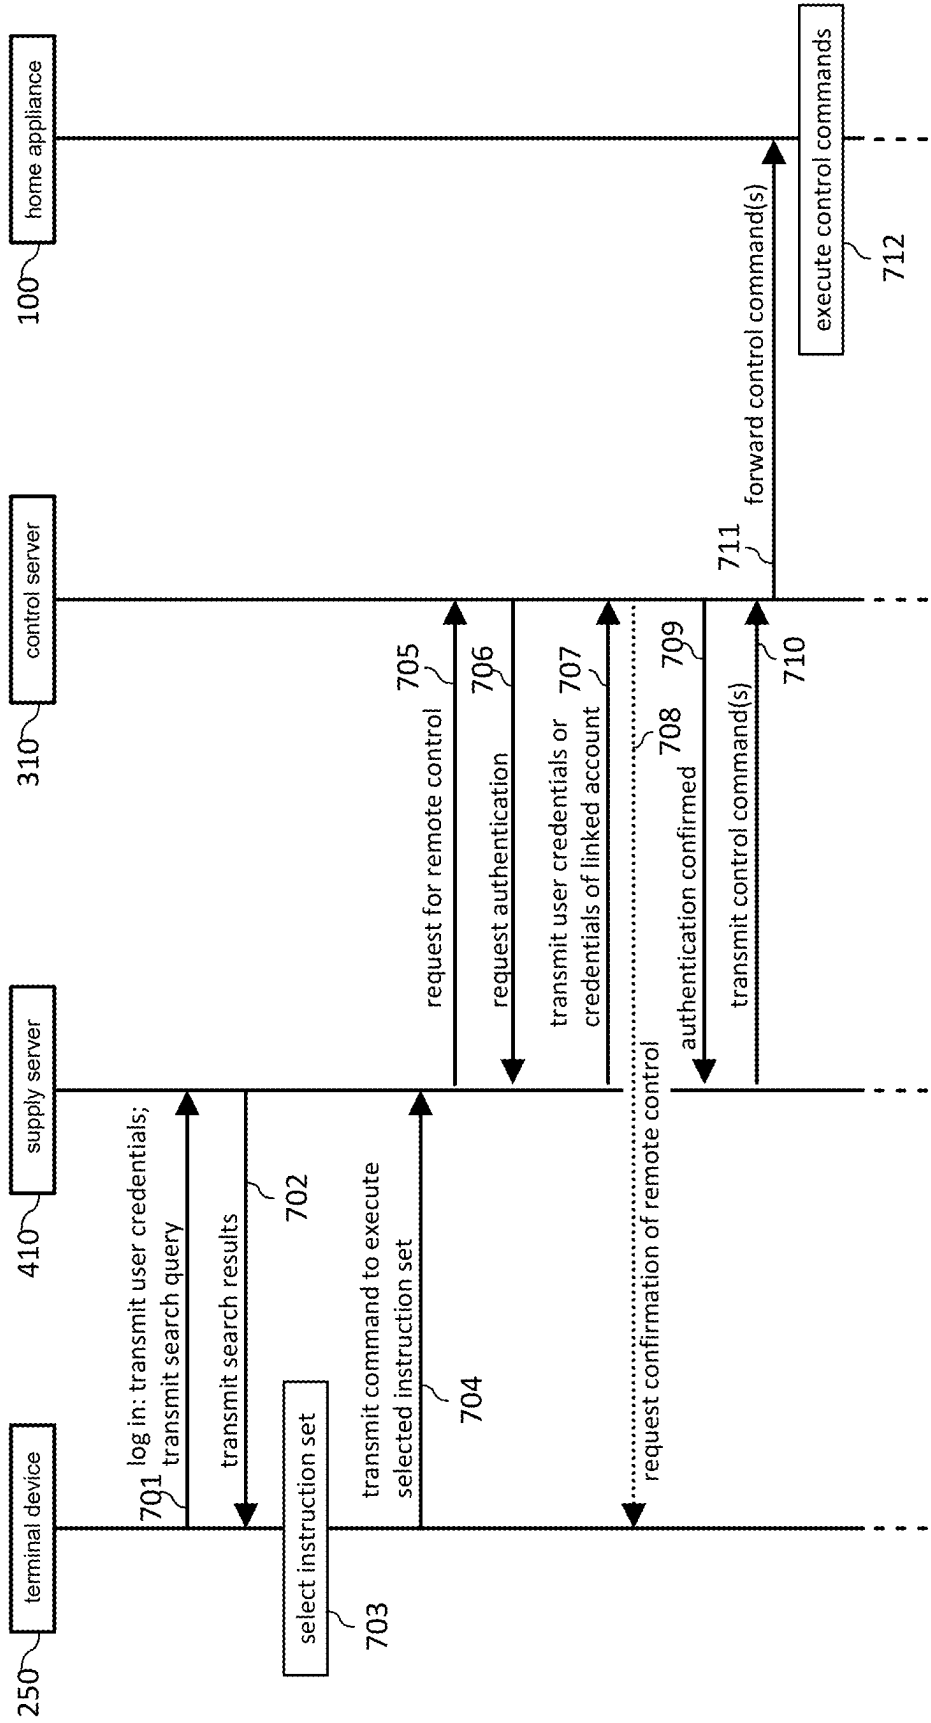 250
terminal device
410
supply server
310
control server
100
home appliance
701
log in: transmit user credentials;
transmit search query
transmit search results
702
select instruction set
703
transmit command to execute
selected instruction set
704
request for remote control
705
request authentication
706
transmit user credentials or
credentials of linked account
707
request confirmation of remote control
708
authentication confirmed
709
transmit control command(s)
710
711
forward control command(s)
execute control commands
712